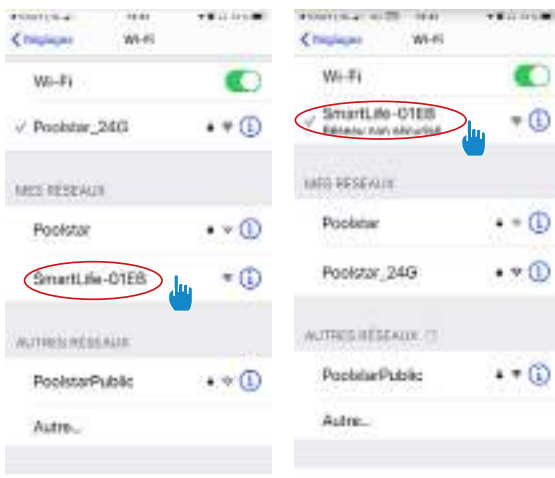 Réglages Wi-Fi
Wi-Fi
Poolstar_24G
MES RÉSEAUX
Poolstar
SmartLife-01EB
AUTRES RÉSEAUX
PoolstarPublic
Autre...
Réglages Wi-Fi
Wi-Fi
SmartLife-01EB
Réseau non sécurisé
MES RÉSEAUX
Poolstar
Poolstar_24G
AUTRES RÉSEAUX
PoolstarPublic
Autre...